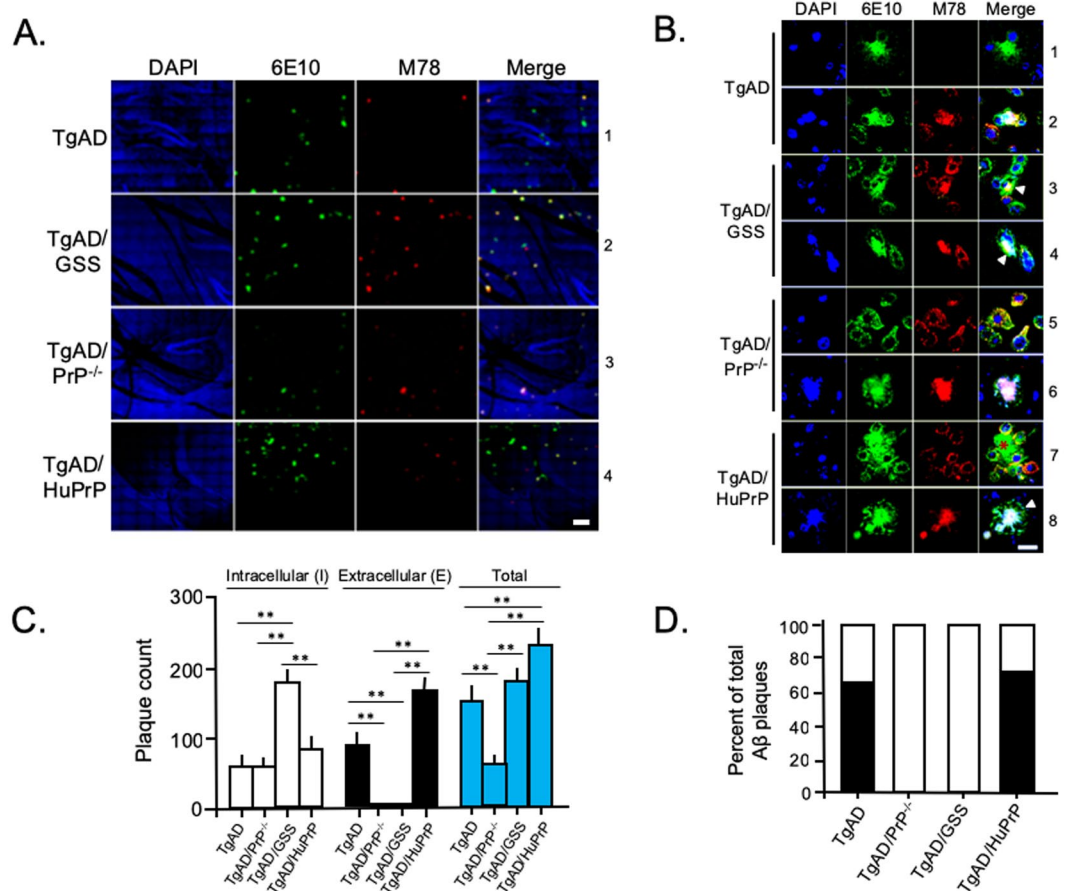 A.
DAPI 6E10 M78 Merge
TgAD
1
TgAD/
GSS
2
TgAD/
PrP-/-
3
TgAD/
HuPrP
4
B.
DAPI 6E10 M78 Merge
TgAD
1
2
TgAD/
GSS
3
4
TgAD/
PrP-/-
5
6
TgAD/
HuPrP
*
7
8
C.
Intracellular (I) Extracellular (E) Total
Plaque count
300
200
100
0
**
**
**
**
**
**
**
**
**
**
**
TgAD TgAD/PrP-/- TgAD/GSS TgAD/HuPrP
TgAD TgAD/PrP-/- TgAD/GSS TgAD/HuPrP
TgAD TgAD/PrP-/- TgAD/GSS TgAD/HuPrP
D.
Percent of total
Aβ plaques
100
80
60
40
20
0
TgAD TgAD/PrP-/- TgAD/GSS TgAD/HuPrP